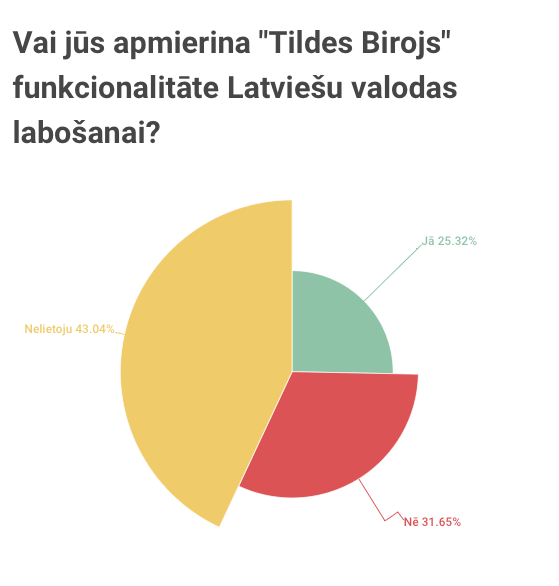 Vai jūs apmierina "Tildes Birojs"
funkcionalitāte Latviešu valodas
labošanai?
Jā 25.32%
Nelietoju 43.04%
Nē 31.65%